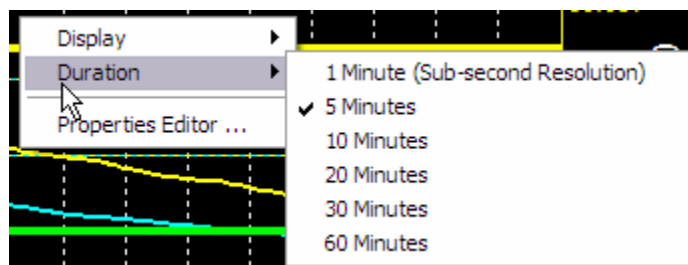 Display
Duration
Properties Editor ...
1 Minute (Sub-second Resolution)
5 Minutes
10 Minutes
20 Minutes
30 Minutes
60 Minutes